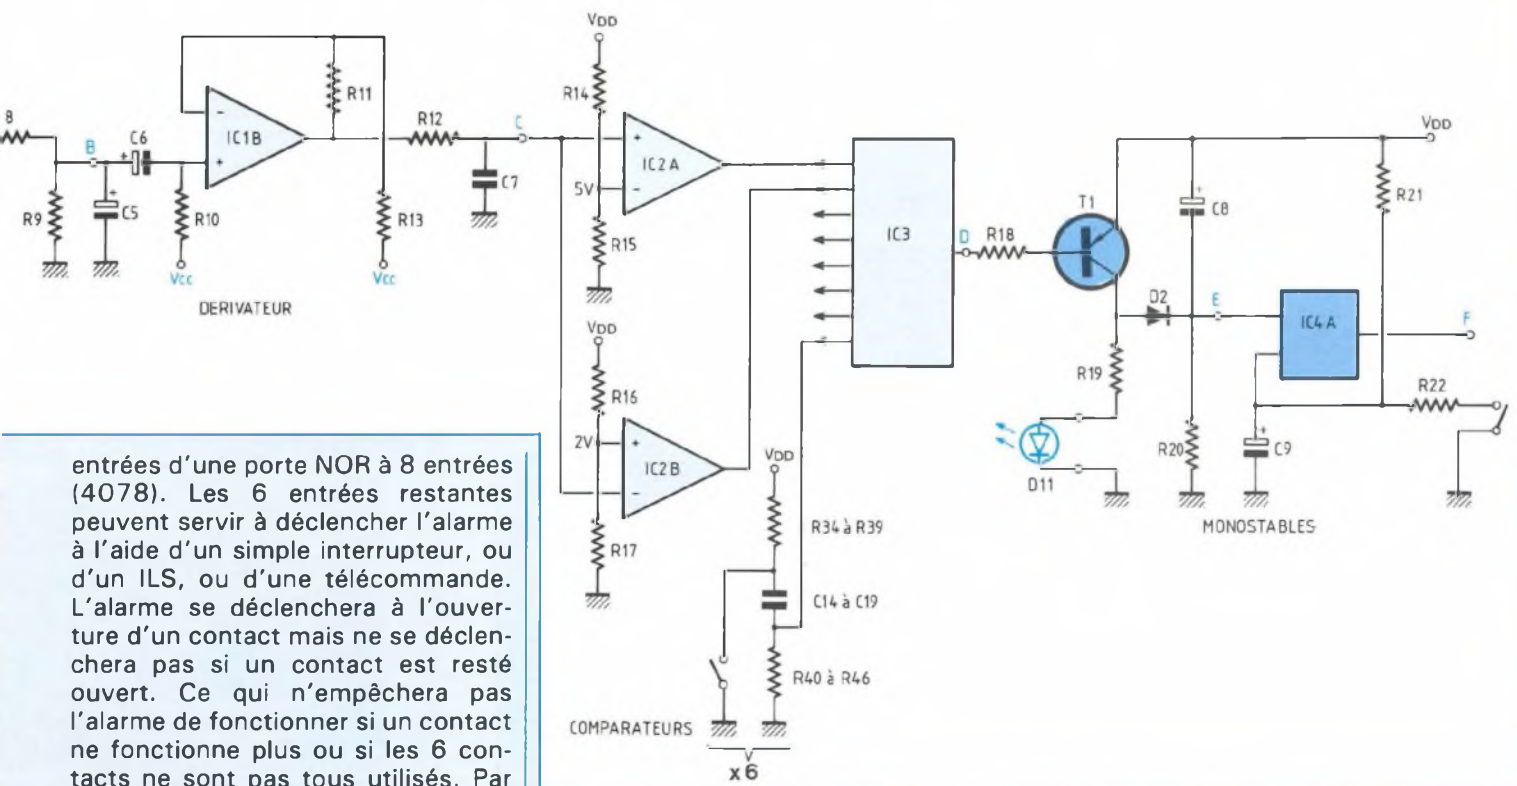 8
B
C6
+
R9
+
C5
R10
Vcc
-
+
IC1B
R11
R12
R13
Vcc
C
C7
DERIVATEUR
VDD
R14
5V
+
-
IC2A
R15
VDD
R16
2V
+
-
IC2B
R17
COMPARATEURS
VDD
R34 à R39
C14 à C19
R40 à R46
x6
IC3
D
R18
T1
VDD
+
C8
R21
D2
E
IC4A
F
R19
R22
D11
R20
+
C9
MONOSTABLES
entrées d'une porte NOR à 8 entrées
(4078). Les 6 entrées restantes
peuvent servir à déclencher l'alarme
à l'aide d'un simple interrupteur, ou
d'un ILS, ou d'une télécommande.
L'alarme se déclenchera à l'ouver-
ture d'un contact mais ne se déclen-
chera pas si un contact est resté
ouvert. Ce qui n'empêchera pas
l'alarme de fonctionner si un contact
ne fonctionne plus ou si les 6 con-
tacts ne sont pas tous utilisés. Par